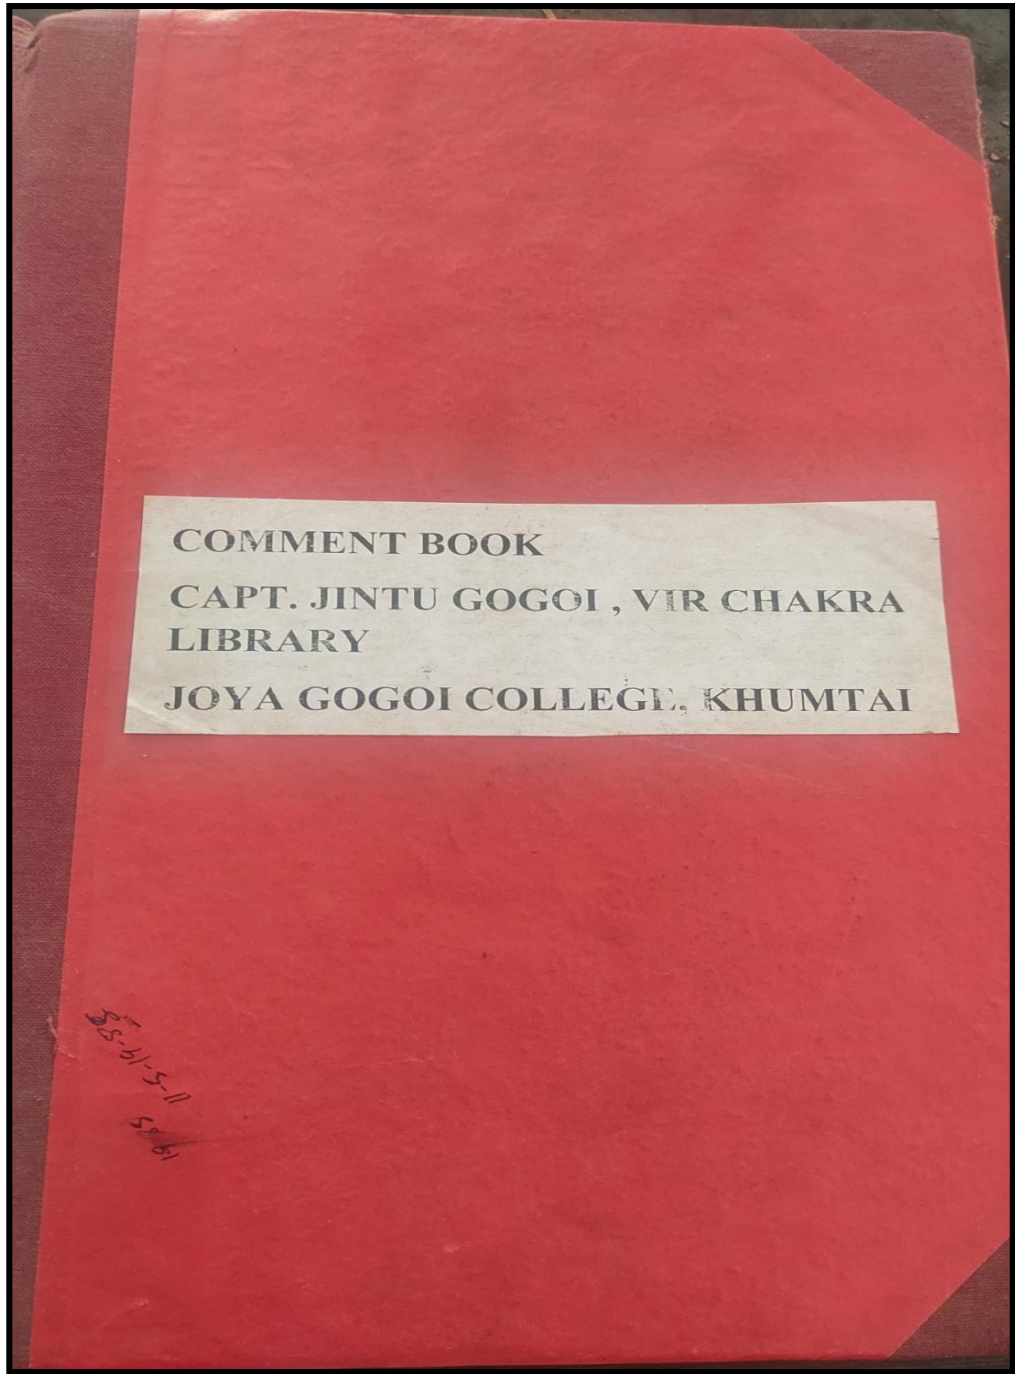 COMMENT BOOK
CAPT. JINTU GOGOI , VIR CHAKRA
LIBRARY
JOYA GOGOI COLLEGE, KHUMTAI